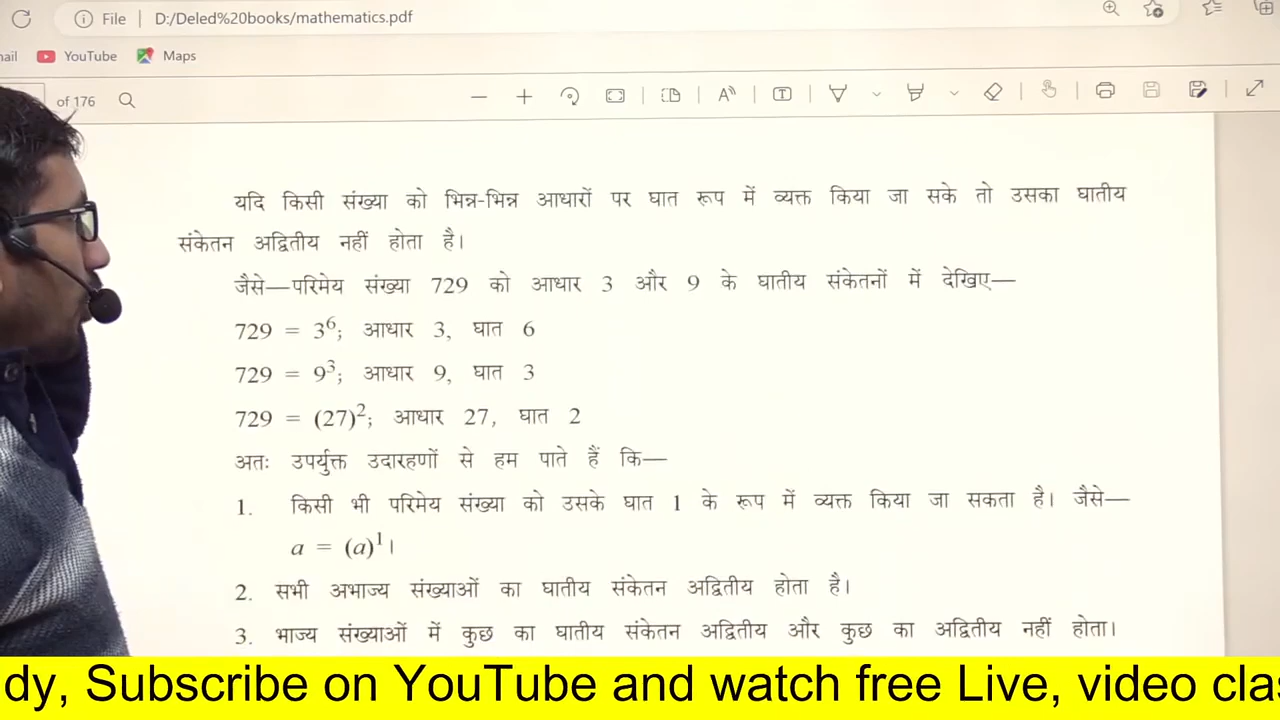 File D:/Deled%20books/mathematics.pdf
YouTube Maps
of 176
यदि किसी संख्या को भिन्न-भिन्न आधारों पर घात रूप में व्यक्त किया जा सके तो उसका घातीय
संकेतन अद्वितीय नहीं होता है।
जैसे—परिमेय संख्या 729 को आधार 3 और 9 के घातीय संकेतनों में देखिए—
729 = 3⁶; आधार 3, घात 6
729 = 9³; आधार 9, घात 3
729 = (27)²; आधार 27, घात 2
अतः उपर्युक्त उदारहणों से हम पाते हैं कि—
1. किसी भी परिमेय संख्या को उसके घात 1 के रूप में व्यक्त किया जा सकता है। जैसे—
a = (a)¹।
2. सभी अभाज्य संख्याओं का घातीय संकेतन अद्वितीय होता है।
3. भाज्य संख्याओं में कुछ का घातीय संकेतन अद्वितीय और कुछ का अद्वितीय नहीं होता।
dy, Subscribe on YouTube and watch free Live, video clas